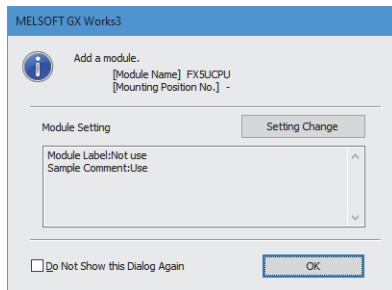 MELSOFT GX Works3
Add a module.
[Module Name] FX5UCPU
[Mounting Position No.] -
Module Setting
Setting Change
Module Label:Not use
Sample Comment:Use
Do Not Show this Dialog Again
OK